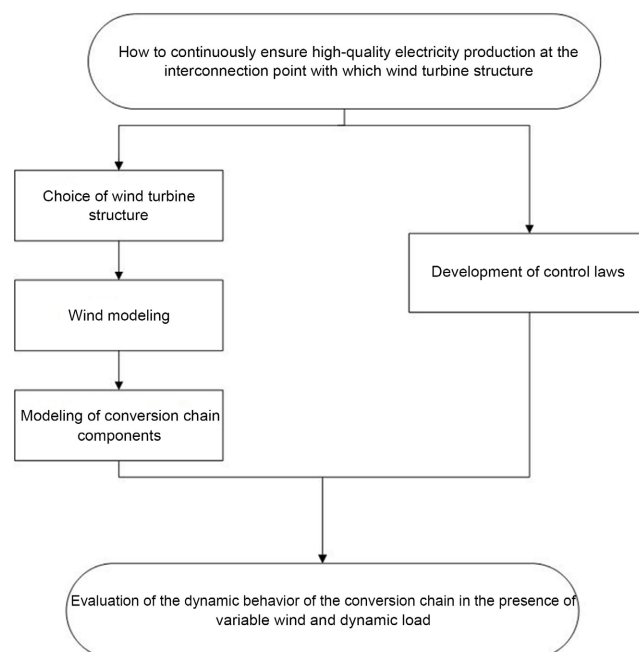 How to continuously ensure high-quality electricity production at the
interconnection point with which wind turbine structure
Choice of wind turbine
structure
Wind modeling
Modeling of conversion chain
components
Development of control laws
Evaluation of the dynamic behavior of the conversion chain in the presence of
variable wind and dynamic load